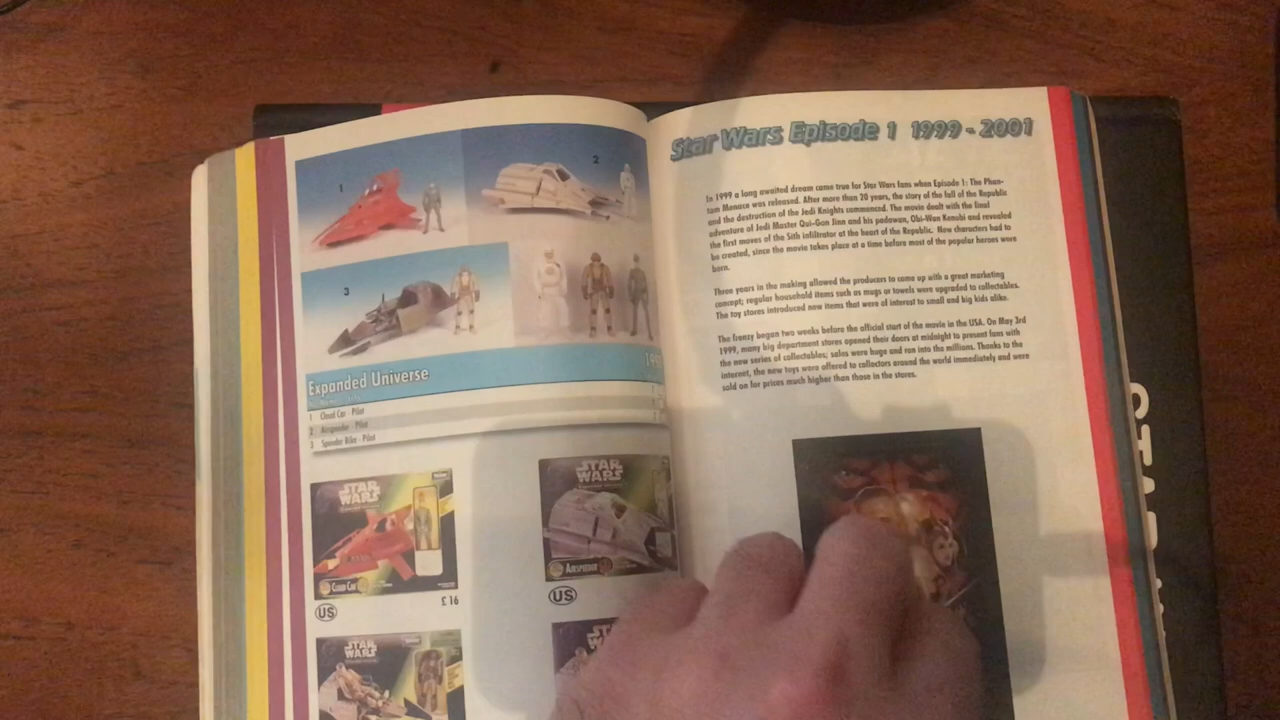 1
2
3
Expanded Universe
1 Cloud Car - Pilot
2 Airspeeder - Pilot
3 Speeder Bike - Pilot
STAR
WARS
CLOUD CAR
US
£ 16
STAR
WARS
AIRSPEEDER
US
STAR
WARS
Star Wars Episode 1 1999 - 2001
In 1999 a long awaited dream came true for Star Wars fans when Episode 1: The Phan-
tom Menace was released. After more than 20 years, the story of the fall of the Republic
and the destruction of the Jedi Knights commenced. The movie dealt with the final
adventure of Jedi Master Qui-Gon Jinn and his padawan, Obi-Wan Kenobi and revealed
the first moves of the Sith infiltrator at the heart of the Republic. New characters had to
be created, since the movie takes place at a time before most of the popular heroes were
born.
Three years in the making allowed the producers to come up with a great marketing
concept; regular household items such as mugs or towels were upgraded to collectables.
The toy stores introduced new items that were of interest to small and big kids alike.
The frenzy began two weeks before the official start of the movie in the USA. On May 3rd
1999, many big department stores opened their doors at midnight to present fans with
the new series of collectables; sales were huge and ran into the millions. Thanks to the
internet, the new toys were offered to collectors around the world immediately and were
sold on for prices much higher than those in the stores.